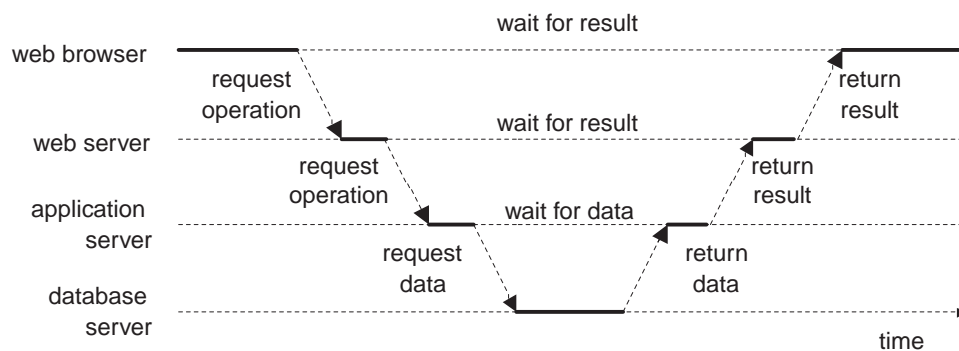 wait for result
web browser
request
operation
return
result
wait for result
web server
request
operation
return
result
application
server
wait for data
request
data
return
data
database
server
time